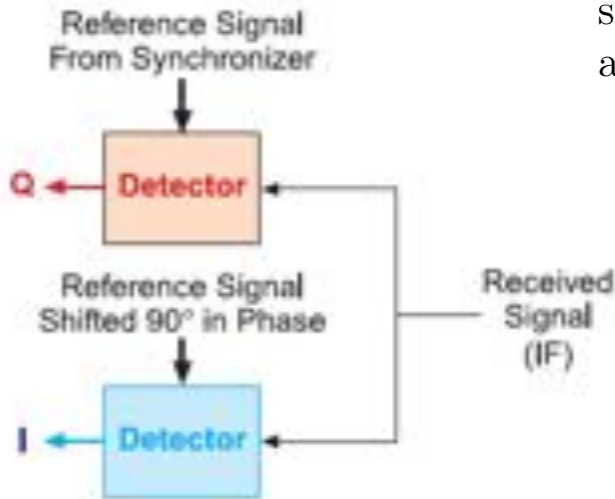 Reference Signal
From Synchronizer
s
a
Q
Detector
Reference Signal
Shifted 90° in Phase
Received
Signal
(IF)
I
Detector